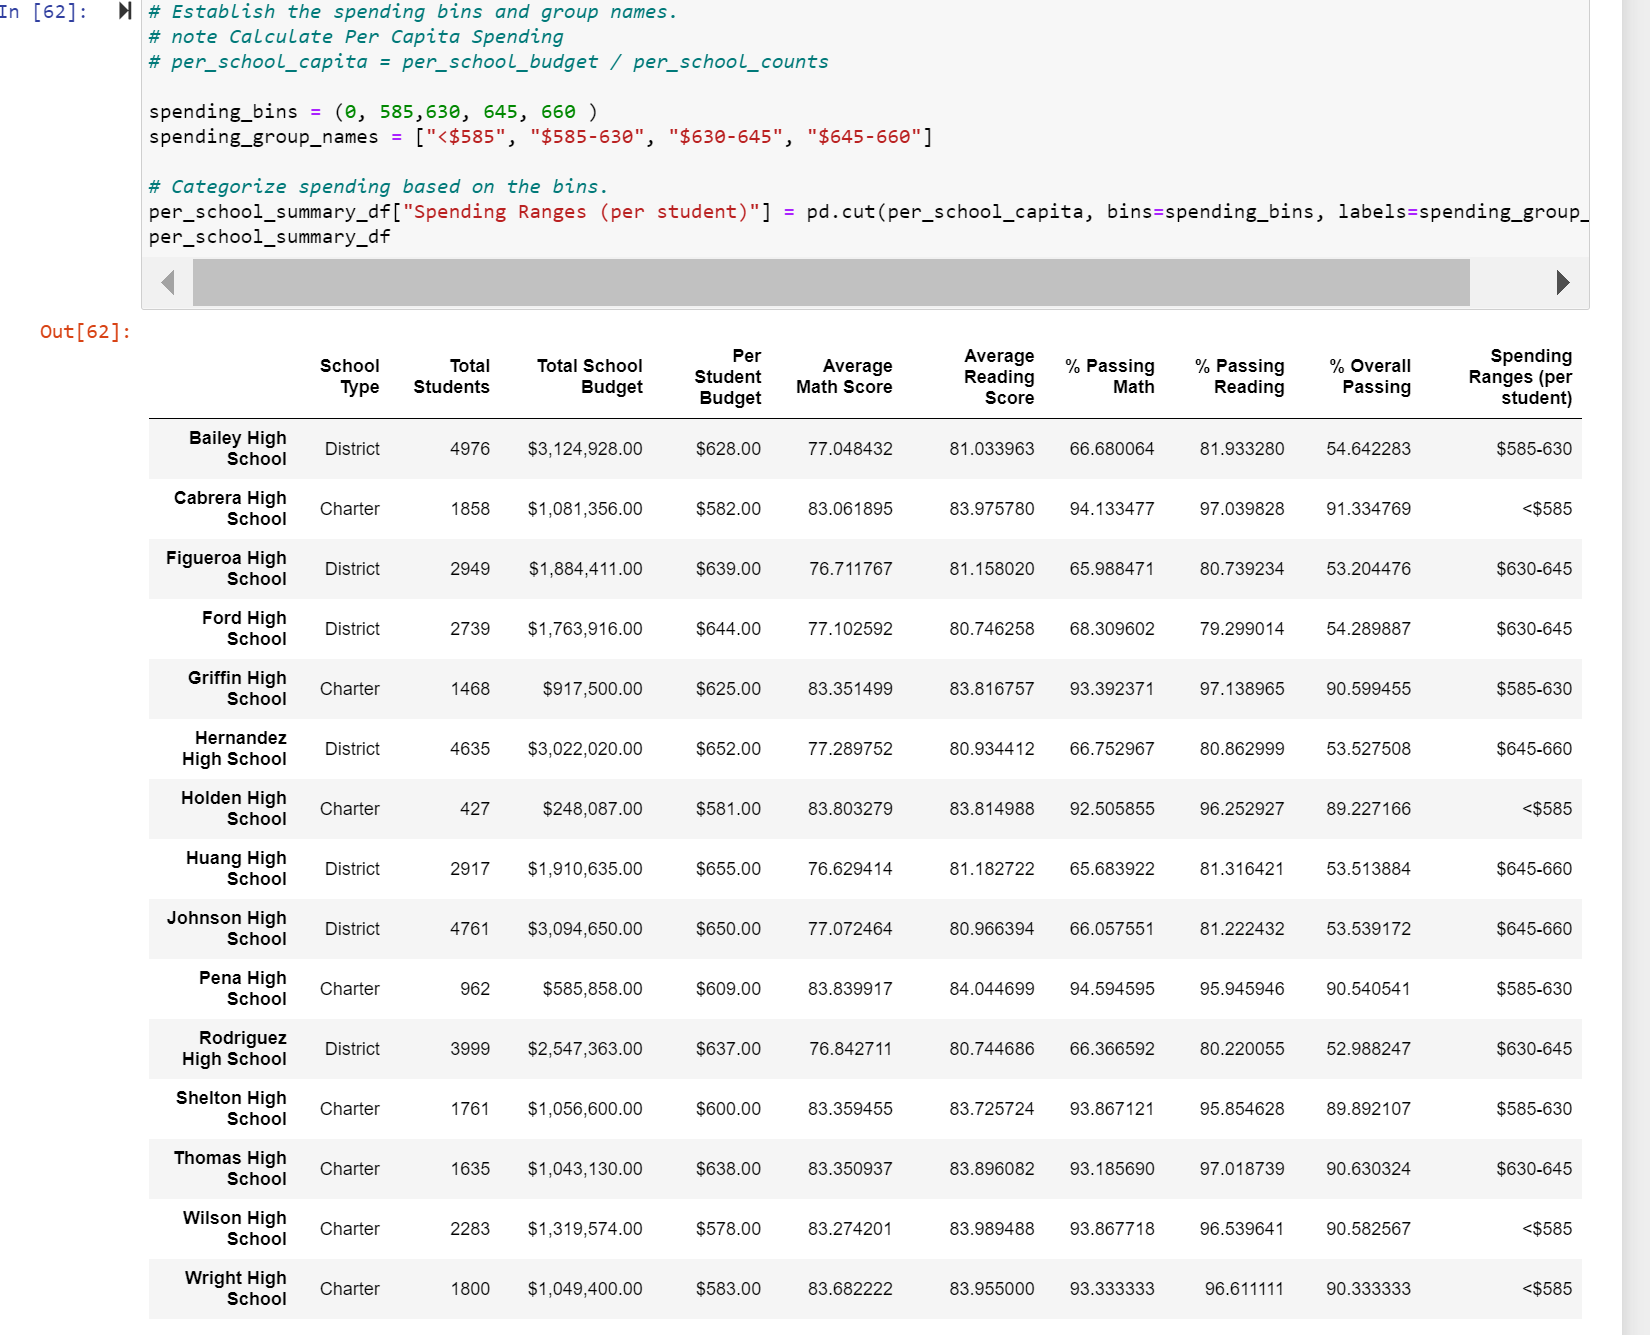 In [62]:
# Establish the spending bins and group names.
# note Calculate Per Capita Spending
# per_school_capita = per_school_budget / per_school_counts
spending_bins = (0, 585,630, 645, 660 )
spending_group_names = ["<$585", "$585-630", "$630-645", "$645-660"]
# Categorize spending based on the bins.
per_school_summary_df["Spending Ranges (per student)"] = pd.cut(per_school_capita, bins=spending_bins, labels=spending_group_
per_school_summary_df
Out[62]:
School Type Total Students Total School Budget Per Student Budget Average Math Score Average Reading Score % Passing Math % Passing Reading % Overall Passing Spending Ranges (per student)
Bailey High School District 4976 $3,124,928.00 $628.00 77.048432 81.033963 66.680064 81.933280 54.642283 $585-630
Cabrera High School Charter 1858 $1,081,356.00 $582.00 83.061895 83.975780 94.133477 97.039828 91.334769 <$585
Figueroa High School District 2949 $1,884,411.00 $639.00 76.711767 81.158020 65.988471 80.739234 53.204476 $630-645
Ford High School District 2739 $1,763,916.00 $644.00 77.102592 80.746258 68.309602 79.299014 54.289887 $630-645
Griffin High School Charter 1468 $917,500.00 $625.00 83.351499 83.816757 93.392371 97.138965 90.599455 $585-630
Hernandez High School District 4635 $3,022,020.00 $652.00 77.289752 80.934412 66.752967 80.862999 53.527508 $645-660
Holden High School Charter 427 $248,087.00 $581.00 83.803279 83.814988 92.505855 96.252927 89.227166 <$585
Huang High School District 2917 $1,910,635.00 $655.00 76.629414 81.182722 65.683922 81.316421 53.513884 $645-660
Johnson High School District 4761 $3,094,650.00 $650.00 77.072464 80.966394 66.057551 81.222432 53.539172 $645-660
Pena High School Charter 962 $585,858.00 $609.00 83.839917 84.044699 94.594595 95.945946 90.540541 $585-630
Rodriguez High School District 3999 $2,547,363.00 $637.00 76.842711 80.744686 66.366592 80.220055 52.988247 $630-645
Shelton High School Charter 1761 $1,056,600.00 $600.00 83.359455 83.725724 93.867121 95.854628 89.892107 $585-630
Thomas High School Charter 1635 $1,043,130.00 $638.00 83.350937 83.896082 93.185690 97.018739 90.630324 $630-645
Wilson High School Charter 2283 $1,319,574.00 $578.00 83.274201 83.989488 93.867718 96.539641 90.582567 <$585
Wright High School Charter 1800 $1,049,400.00 $583.00 83.682222 83.955000 93.333333 96.611111 90.333333 <$585